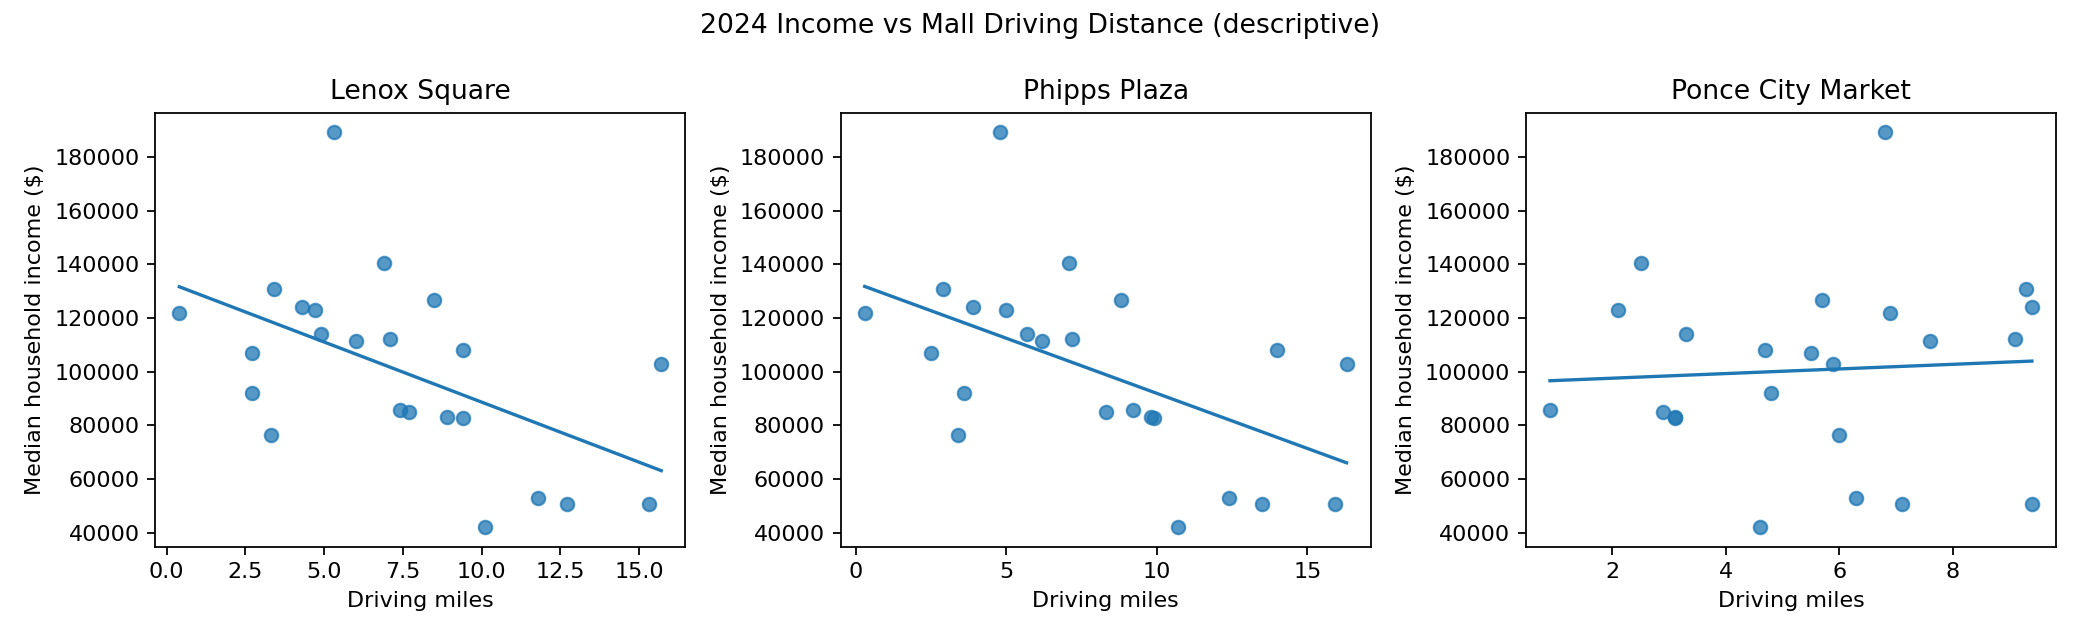 2024 Income vs Mall Driving Distance (descriptive)
Lenox Square
Median household income ($)
180000
160000
140000
120000
100000
80000
60000
40000
0.0 2.5 5.0 7.5 10.0 12.5 15.0
Driving miles
Phipps Plaza
Median household income ($)
180000
160000
140000
120000
100000
80000
60000
40000
0 5 10 15
Driving miles
Ponce City Market
Median household income ($)
180000
160000
140000
120000
100000
80000
60000
40000
2 4 6 8
Driving miles